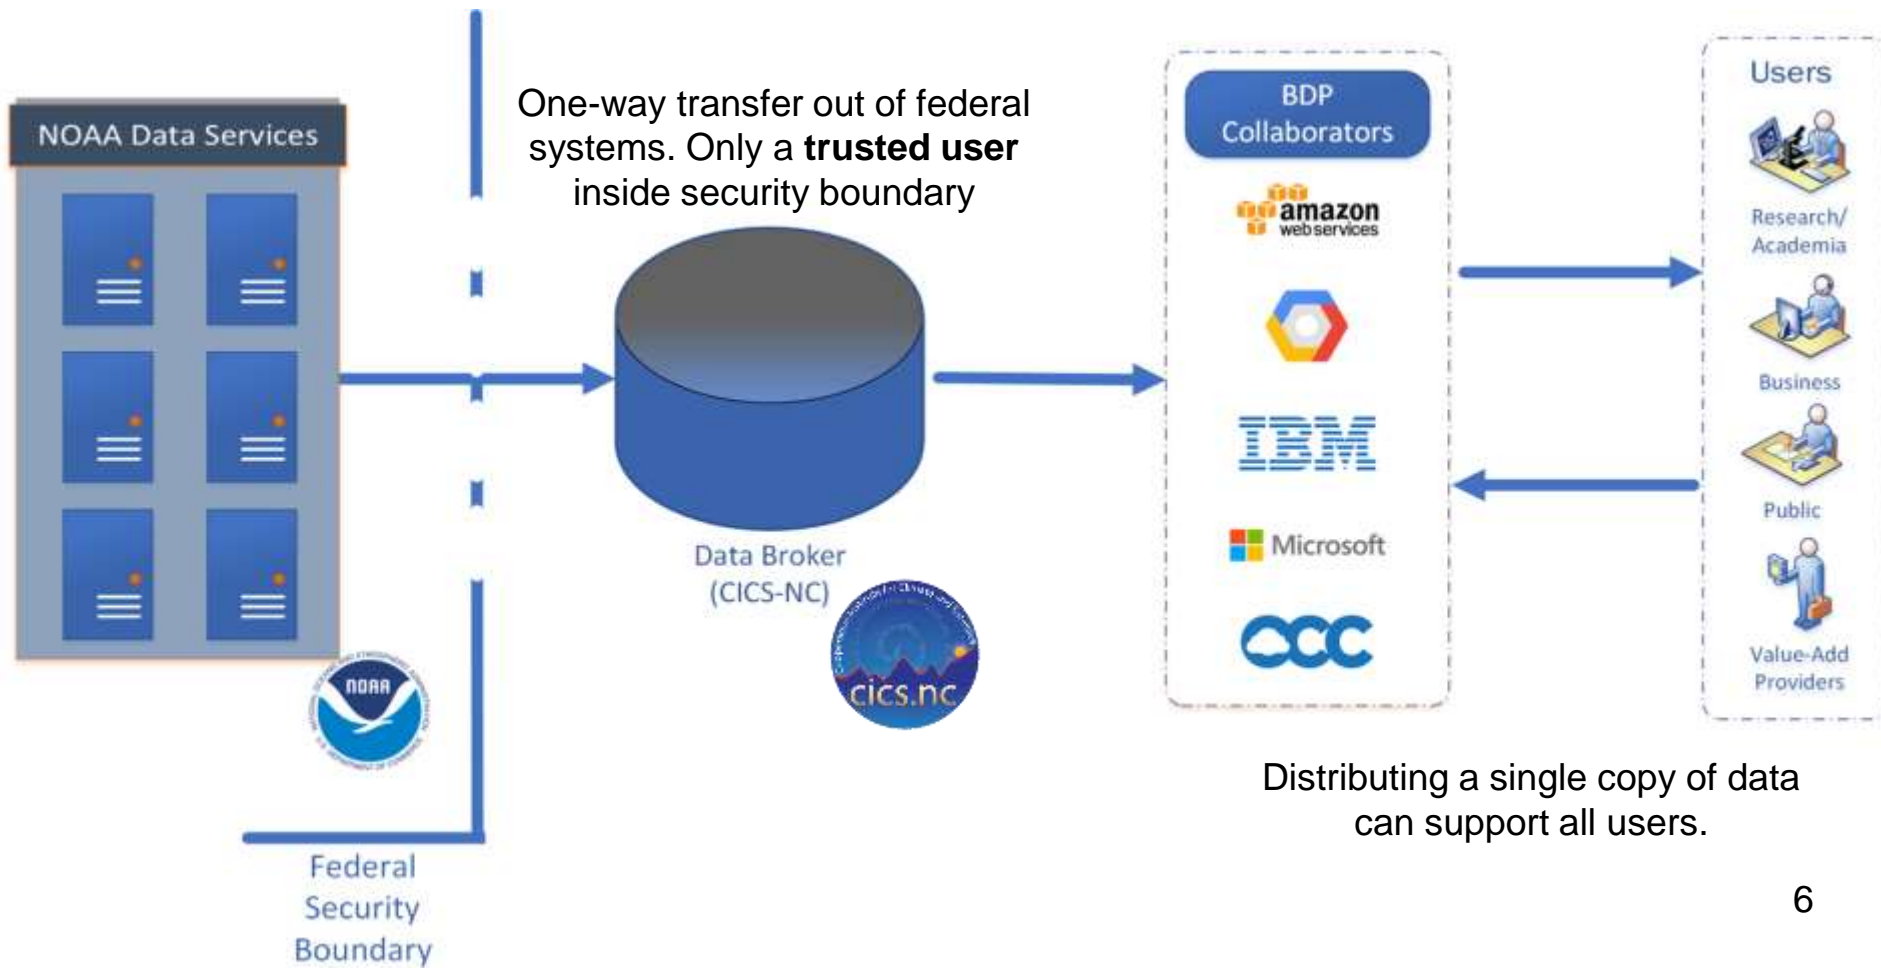 NOAA Data Services
One-way transfer out of federal
systems. Only a trusted user
inside security boundary
Data Broker
(CICS-NC)
cics.nc
NOAA
Federal
Security
Boundary
BDP
Collaborators
amazon
webservices
IBM
Microsoft
OCC
Users
Research/
Academia
Business
Public
Value-Add
Providers
Distributing a single copy of data
can support all users.
6